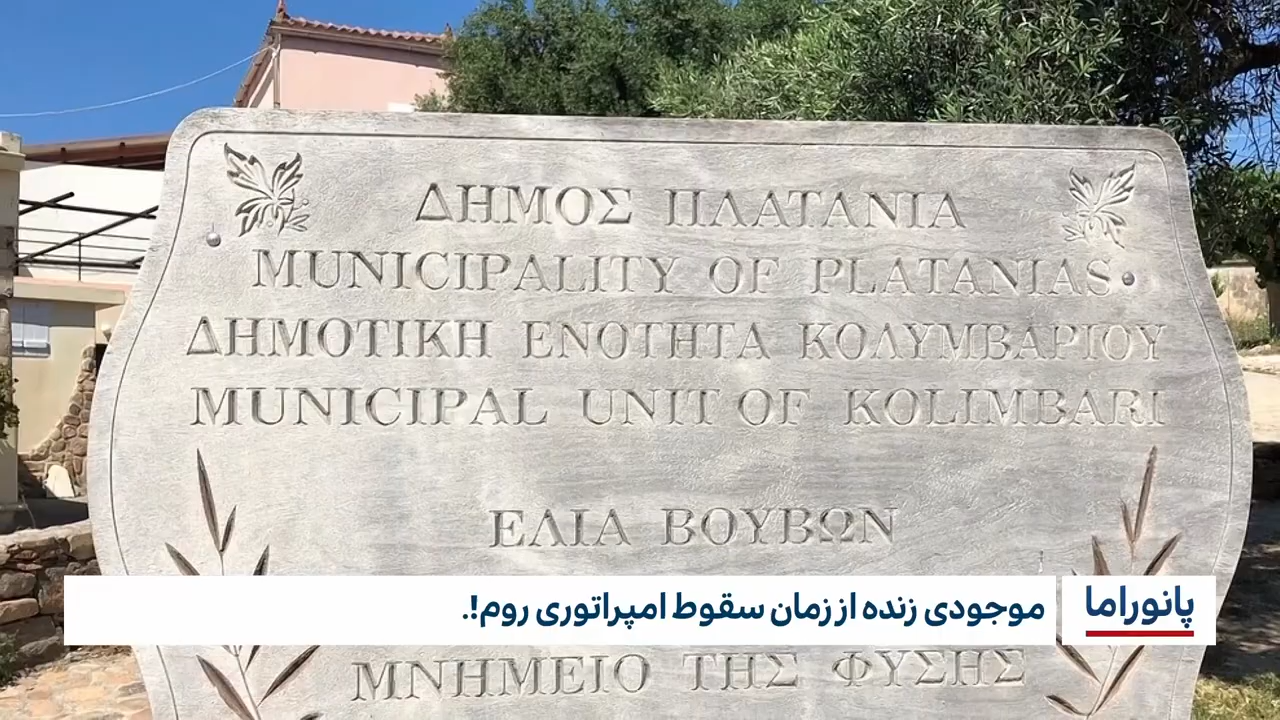 ΔΗΜΟΣ ΠΛΑΤΑΝΙΑ
MUNICIPALITY OF PLATANIAS
ΔΗΜΟΤΙΚΗ ΕΝΟΤΗΤΑ ΚΟΛΥΜΒΑΡΙΟΥ
MUNICIPAL UNIT OF KOLIMBARI
ΕΛΙΑ ΒΟΥΒΩΝ
پانوراما
موجودی زنده از زمان سقوط امپراتوری روم!.
ΜΝΗΜΕΙΟ ΤΗΣ ΦΥΣΗΣ